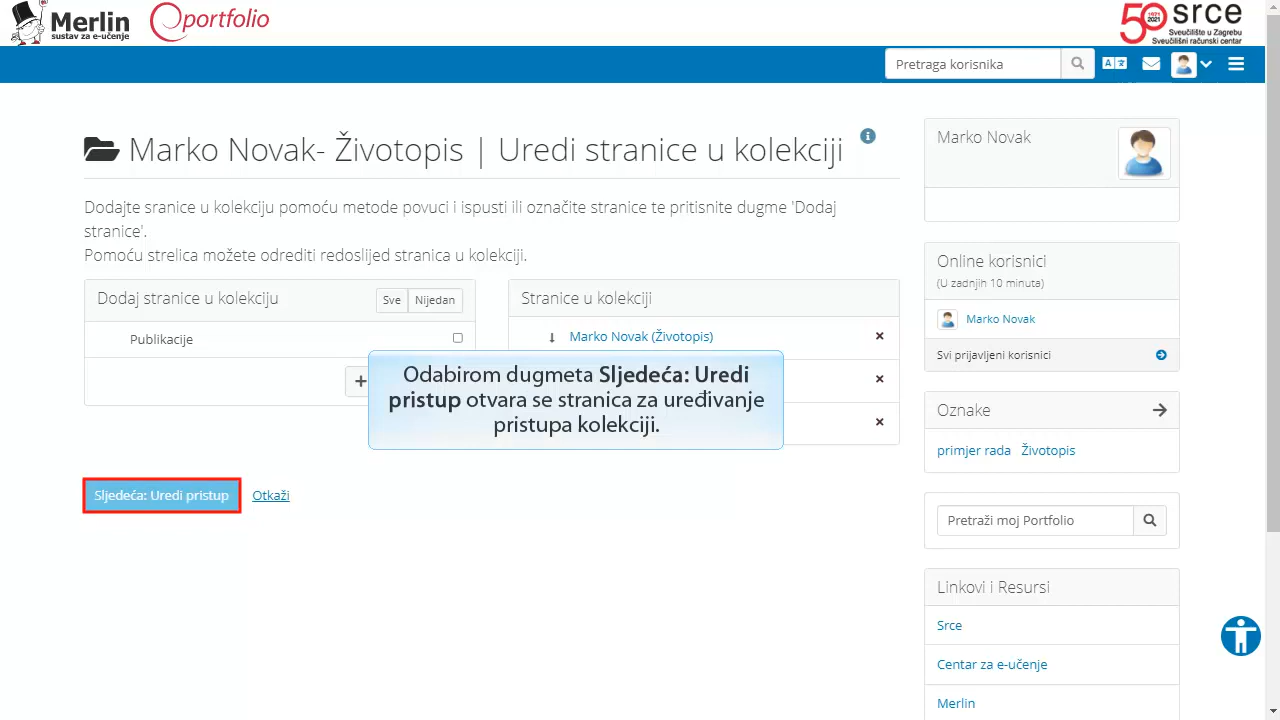 Merlin
sustav za e-učenje
portfolio
50
1971
2021
srce
Sveučilište u Zagrebu
Sveučilišni računski centar
Pretraga korisnika
Marko Novak- Životopis | Uredi stranice u kolekciji
Dodajte sranice u kolekciju pomoću metode povuci i ispusti ili označite stranice te pritisnite dugme 'Dodaj
stranice'.
Pomoću strelica možete odrediti redoslijed stranica u kolekciji.
Dodaj stranice u kolekciju
Sve
Nijedan
Publikacije
Stranice u kolekciji
Marko Novak (Životopis)
Odabirom dugmeta Sljedeća: Uredi
pristup otvara se stranica za uređivanje
pristupa kolekciji.
Sljedeća: Uredi pristup
Otkaži
Marko Novak
Online korisnici
(U zadnjih 10 minuta)
Marko Novak
Svi prijavljeni korisnici
Oznake
primjer rada Životopis
Pretraži moj Portfolio
Linkovi i Resursi
Srce
Centar za e-učenje
Merlin